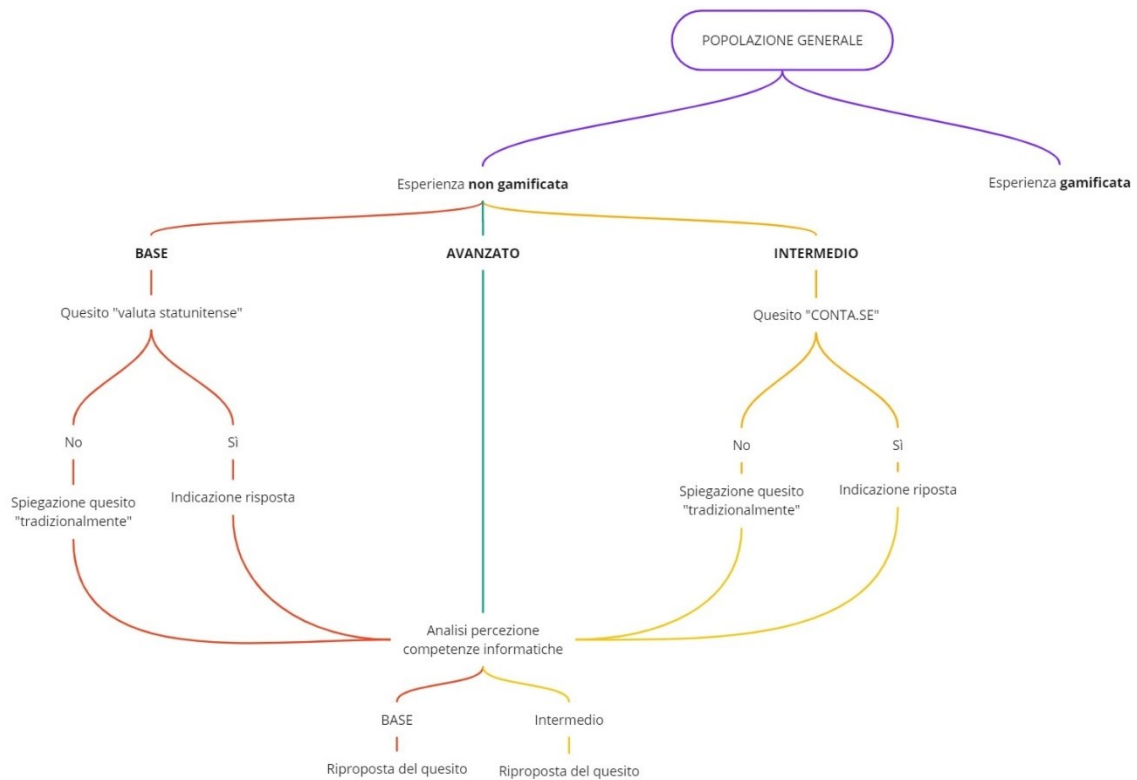 POPOLAZIONE GENERALE
Esperienza non gamificata
Esperienza gamificata
BASE
AVANZATO
INTERMEDIO
Quesito "valuta statunitense"
Quesito "CONTA.SE"
No
Sì
No
Sì
Spiegazione quesito
"tradizionalmente"
Indicazione risposta
Spiegazione quesito
"tradizionalmente"
Indicazione riposta
Analisi percezione
competenze informatiche
BASE
Intermedio
Riproposta del quesito
Riproposta del quesito